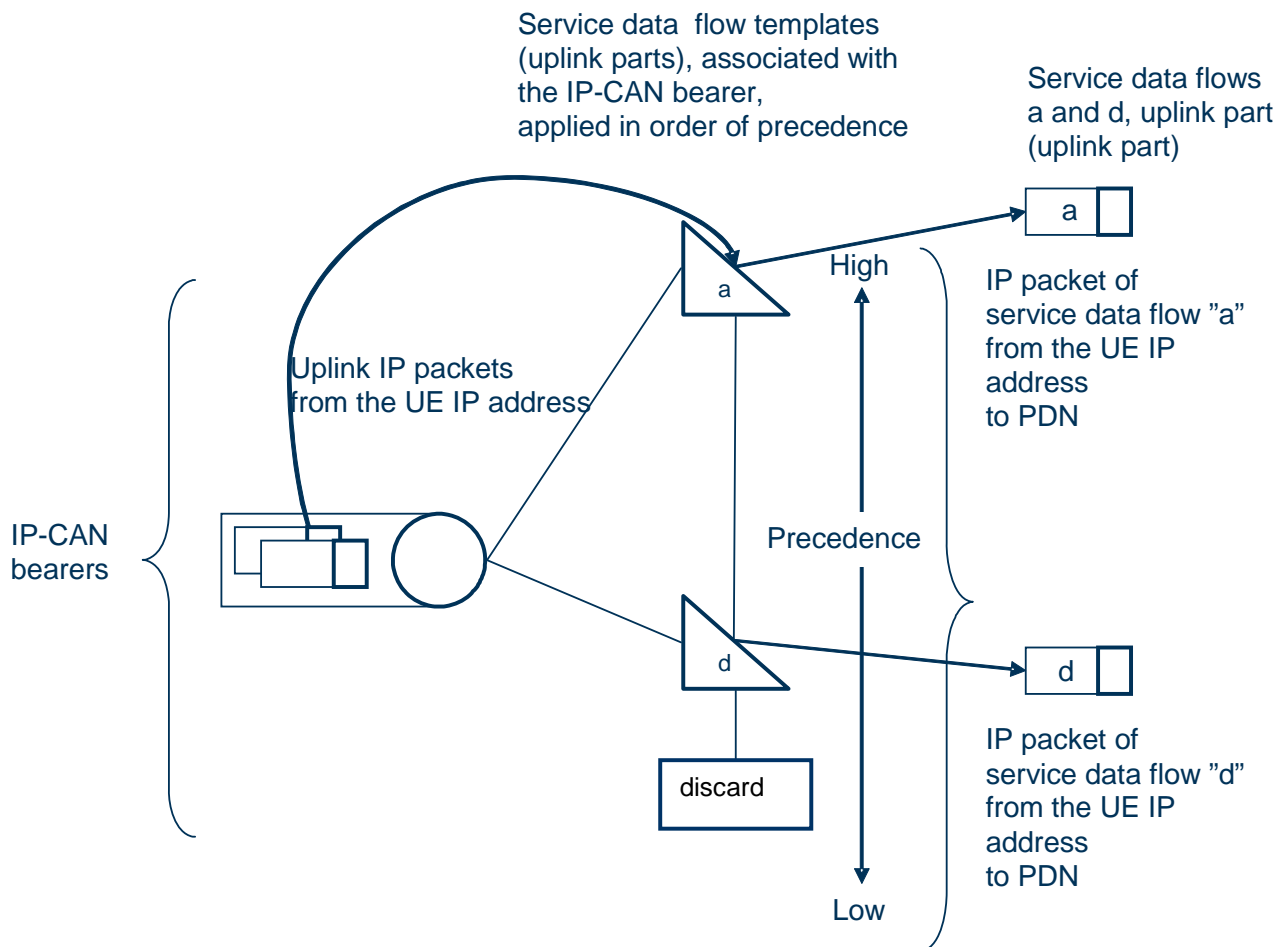 Service data flow templates
(uplink parts), associated with
the IP-CAN bearer,
applied in order of precedence
Service data flows
a and d, uplink part
(uplink part)
a
a
High
IP packet of
service data flow ”a”
from the UE IP
address
to PDN
Uplink IP packets
from the UE IP address
IP-CAN
bearers
Precedence
d
d
discard
IP packet of
service data flow ”d”
from the UE IP
address
to PDN
Low